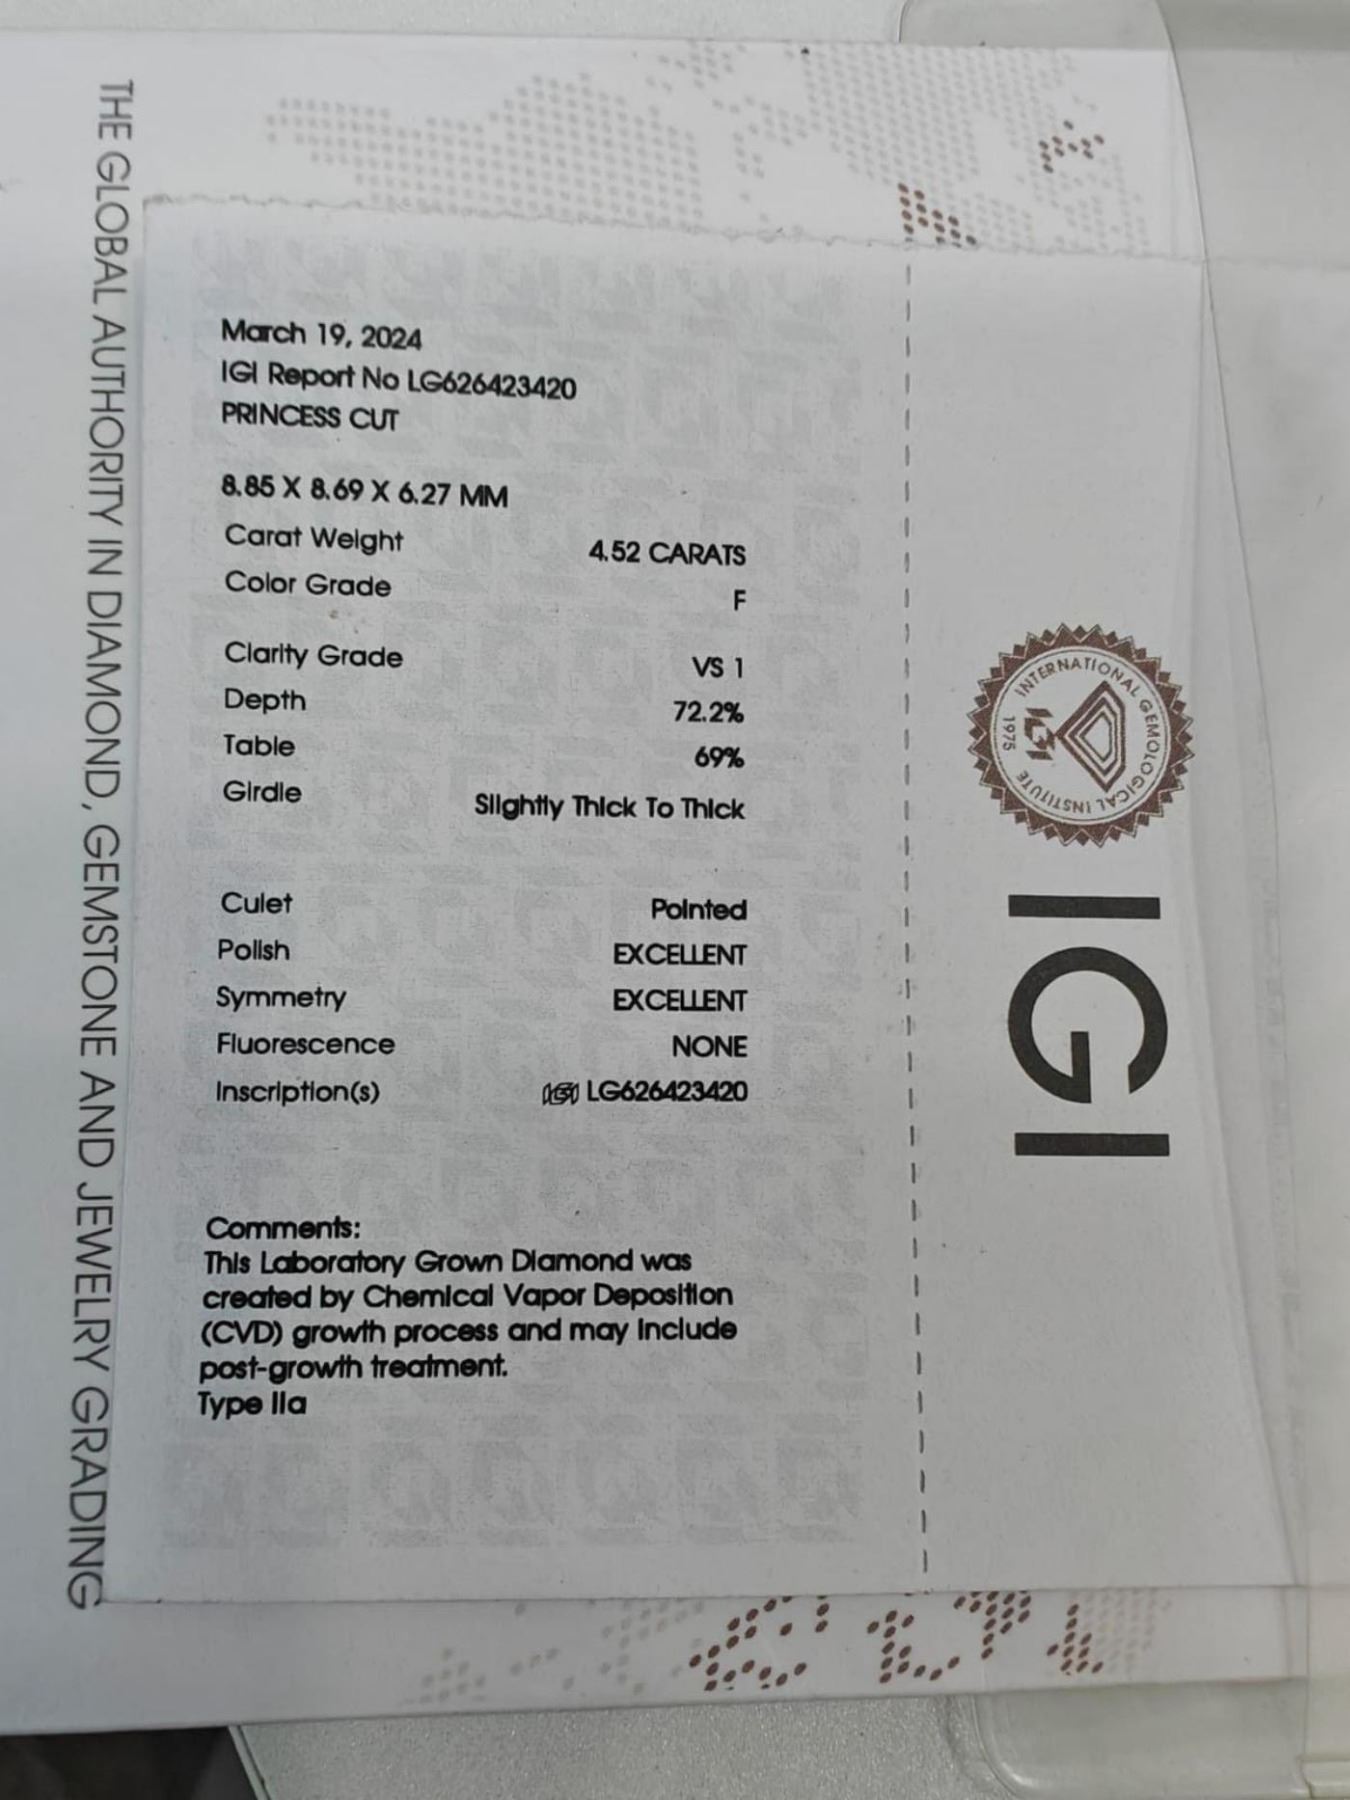 THE GLOBAL AUTHORITY IN DIAMOND, GEMSTONE AND JEWELRY GRADING
March 19, 2024
IGI Report No LG626423420
PRINCESS CUT
8.85 X 8.69 X 6.27 MM
Carat Weight 4.52 CARATS
Color Grade F
Clarity Grade VS 1
Depth 72.2%
Table 69%
Girdle Slightly Thick To Thick
Culet Pointed
Polish EXCELLENT
Symmetry EXCELLENT
Fluorescence NONE
Inscription(s) IGI LG626423420
Comments:
This Laboratory Grown Diamond was
created by Chemical Vapor Deposition
(CVD) growth process and may include
post-growth treatment.
Type IIa
INTERNATIONAL GEMOLOGICAL INSTITUTE
IGI
1975
IGI